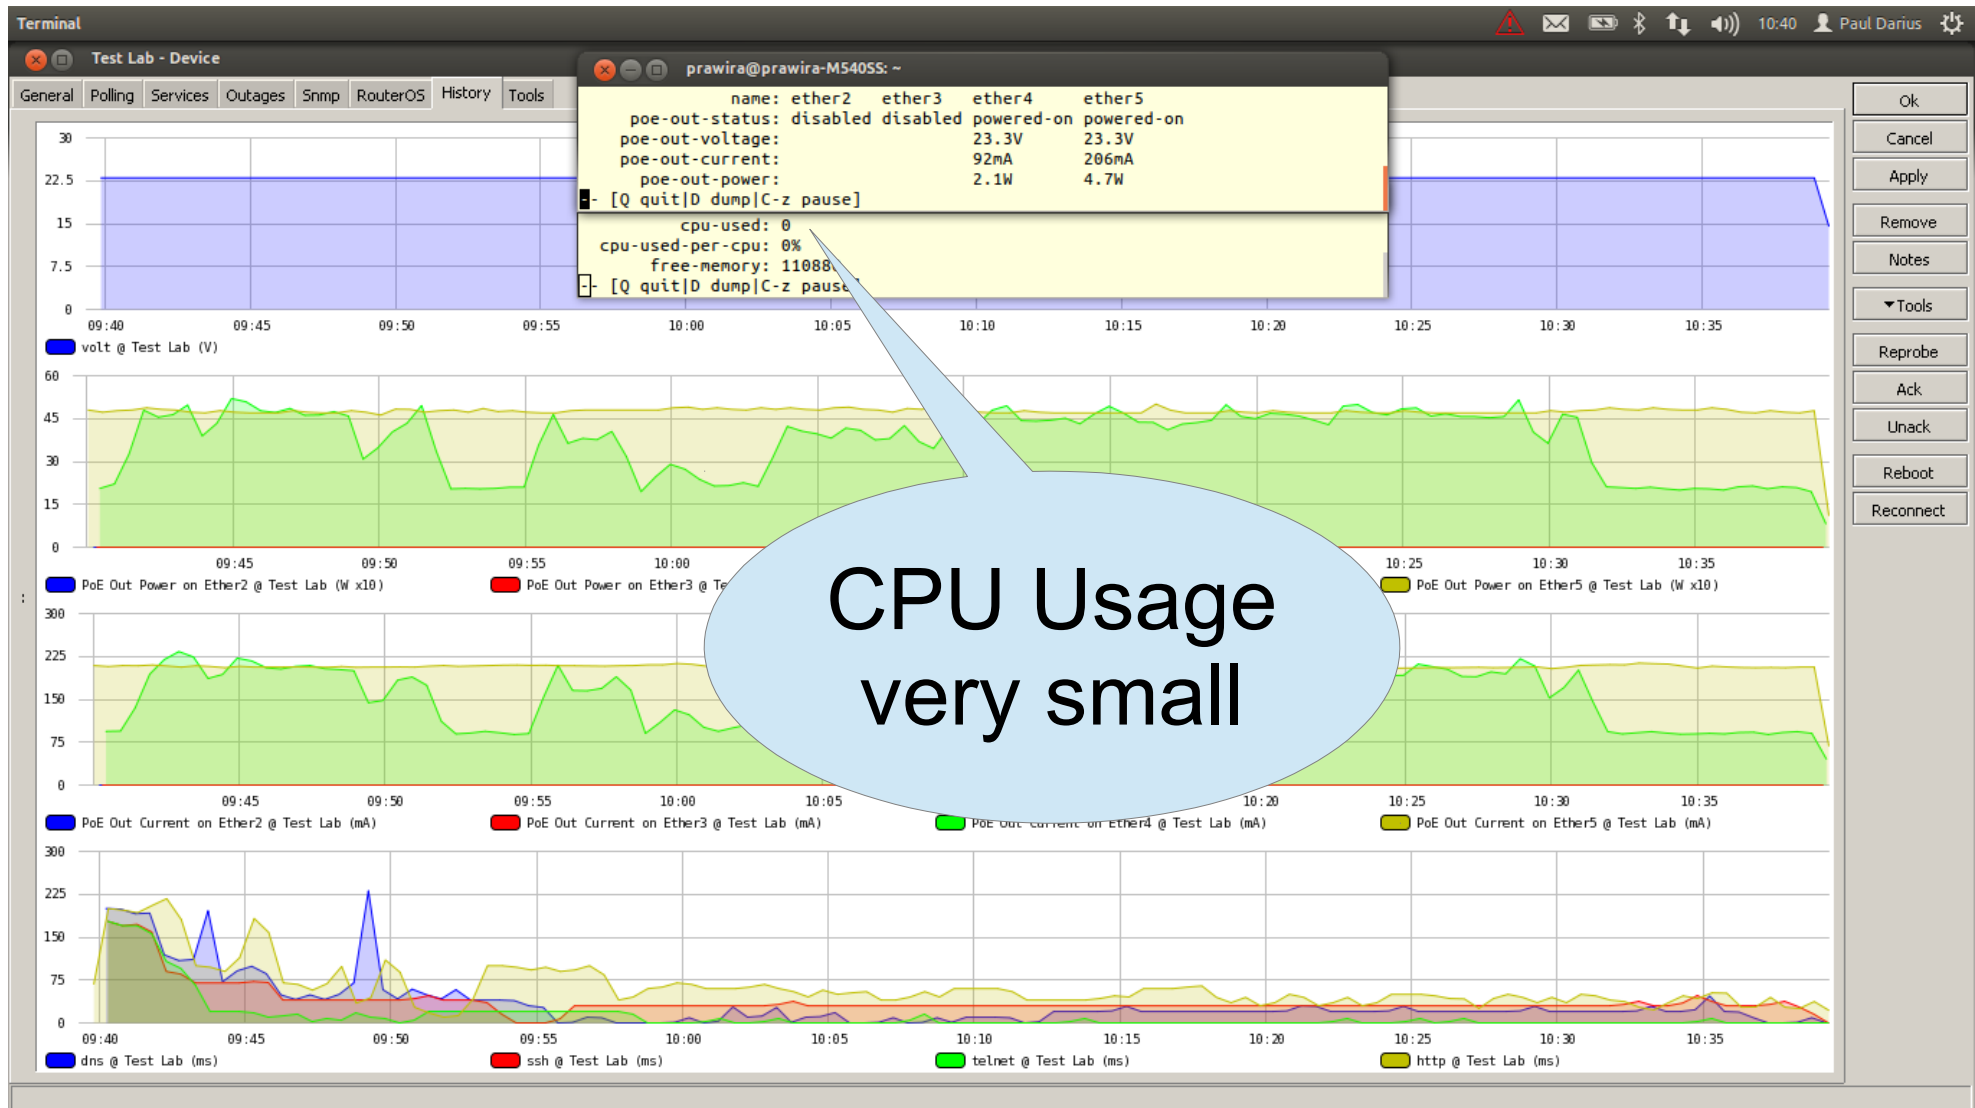 Terminal
10:40 Paul Darius
Test Lab - Device
prawira@prawira-M540SS: ~
General Polling Services Outages Snmp RouterOS History Tools
name: ether2 ether3 ether4 ether5
poe-out-status: disabled disabled powered-on powered-on
poe-out-voltage: 23.3V 23.3V
poe-out-current: 92mA 206mA
poe-out-power: 2.1W 4.7W
-- [Q quit|D dump|C-z pause]
cpu-used: 0
cpu-used-per-cpu: 0%
free-memory:
-- [Q quit|D dump|C-z pause]
Ok
Cancel
Apply
Remove
Notes
Tools
Reprobe
Ack
Unack
Reboot
Reconnect
30
22.5
15
7.5
0
09:40 09:45 09:50 09:55 10:00 10:05 10:10 10:15 10:20 10:25 10:30 10:35
volt @ Test Lab (V)
60
45
30
15
0
09:45 09:50 09:55 10:00 10:25 10:30 10:35
PoE Out Power on Ether2 @ Test Lab (W x10) PoE Out Power on Ether3 @ PoE Out Power on Ether5 @ Test Lab (W x10)
CPU Usage
very small
300
225
150
75
0
09:45 09:50 09:55 10:00 10:05 10:20 10:25 10:30 10:35
PoE Out Current on Ether2 @ Test Lab (mA) PoE Out Current on Ether3 @ Test Lab (mA) PoE Out Current on Ether4 @ Test Lab (mA) PoE Out Current on Ether5 @ Test Lab (mA)
300
225
150
75
0
09:40 09:45 09:50 09:55 10:00 10:05 10:10 10:15 10:20 10:25 10:30 10:35
dns @ Test Lab (ms) ssh @ Test Lab (ms) telnet @ Test Lab (ms) http @ Test Lab (ms)